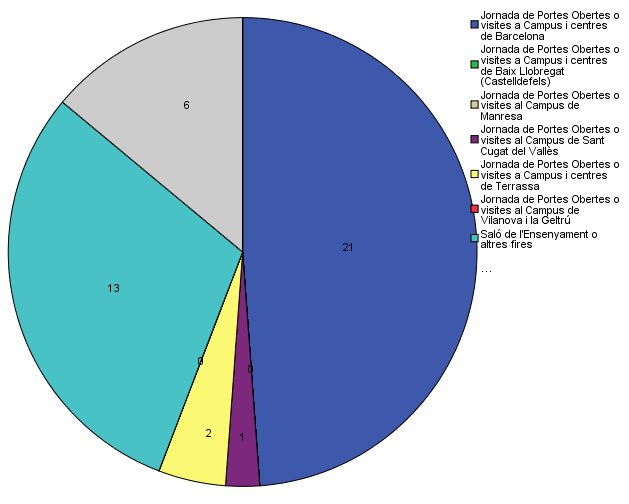 Jornada de Portes Obertes o
visites a Campus i centres
de Barcelona
Jornada de Portes Obertes o
visites a Campus i centres
de Baix Llobregat
(Castelldefels)
Jornada de Portes Obertes o
visites al Campus de
Manresa
Jornada de Portes Obertes o
visites al Campus de Sant
Cugat del Vallès
Jornada de Portes Obertes o
visites a Campus i centres
de Terrassa
Jornada de Portes Obertes o
visites al Campus de
Vilanova i la Geltrú
Saló de l'Ensenyament o
altres fires
...
6
21
13
0
0
2
1